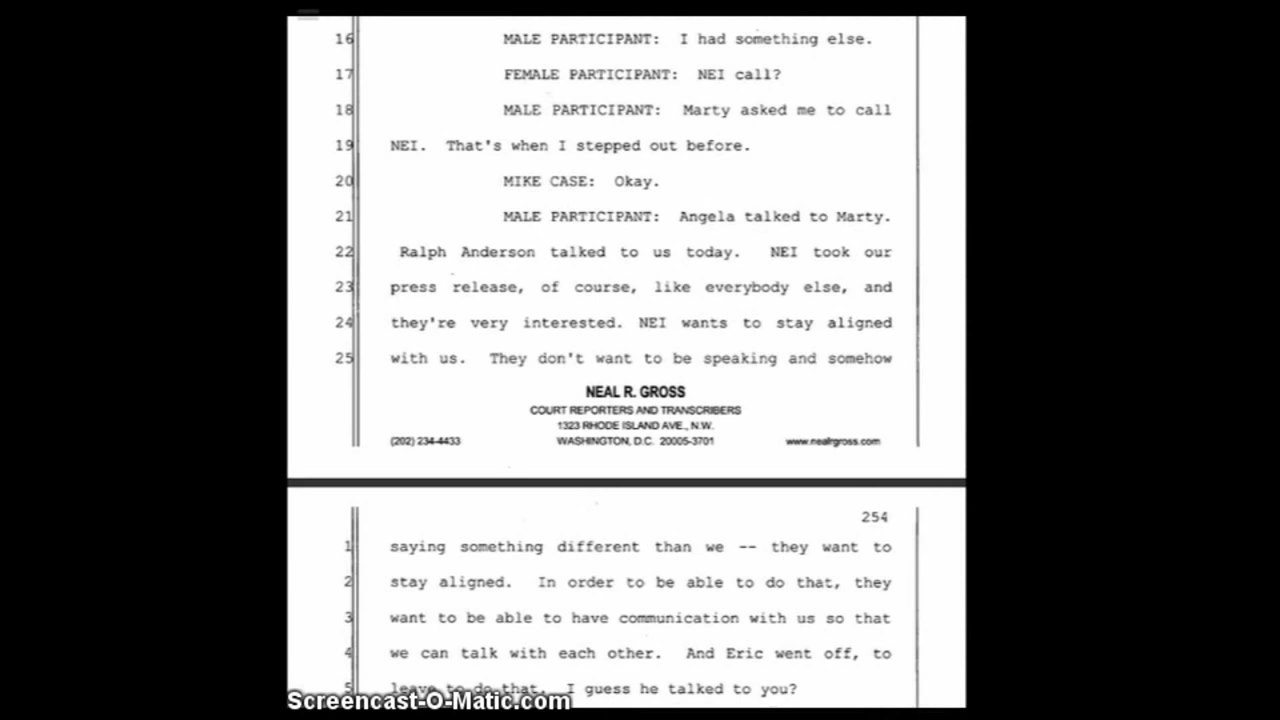 16 MALE PARTICIPANT: I had something else.
17 FEMALE PARTICIPANT: NEI call?
18 MALE PARTICIPANT: Marty asked me to call
19 NEI. That's when I stepped out before.
20 MIKE CASE: Okay.
21 MALE PARTICIPANT: Angela talked to Marty.
22 Ralph Anderson talked to us today. NEI took our
23 press release, of course, like everybody else, and
24 they're very interested. NEI wants to stay aligned
25 with us. They don't want to be speaking and somehow
NEAL R. GROSS
COURT REPORTERS AND TRANSCRIBERS
1323 RHODE ISLAND AVE., N.W.
(202) 234-4433 WASHINGTON, D.C. 20005-3701 www.nealrgross.com
254
1 saying something different than we -- they want to
2 stay aligned. In order to be able to do that, they
3 want to be able to have communication with us so that
4 we can talk with each other. And Eric went off, to
5 leave to do that. I guess he talked to you?
Screencast-O-Matic.com